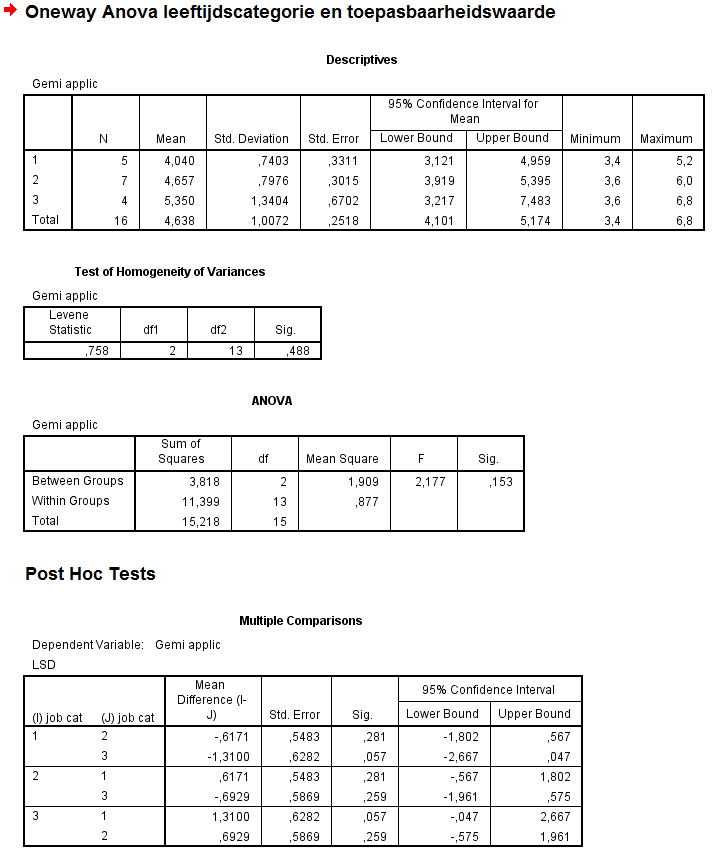 Oneway Anova leeftijdscategorie en toepasbaarheidswaarde
Descriptives
Gemi applic
95% Confidence Interval for
Mean
N Mean Std. Deviation Std. Error Lower Bound Upper Bound Minimum Maximum
1 5 4,040 ,7403 ,3311 3,121 4,959 3,4 5,2
2 7 4,657 ,7976 ,3015 3,919 5,395 3,6 6,0
3 4 5,350 1,3404 ,6702 3,217 7,483 3,6 6,8
Total 16 4,638 1,0072 ,2518 4,101 5,174 3,4 6,8
Test of Homogeneity of Variances
Gemi applic
Levene
Statistic df1 df2 Sig.
,758 2 13 ,488
ANOVA
Gemi applic
Sum of
Squares df Mean Square F Sig.
Between Groups 3,818 2 1,909 2,177 ,153
Within Groups 11,399 13 ,877
Total 15,218 15
Post Hoc Tests
Multiple Comparisons
Dependent Variable: Gemi applic
LSD
Mean
Difference (I-
J)
95% Confidence Interval
(I) job cat (J) job cat Std. Error Sig. Lower Bound Upper Bound
1 2 -,6171 ,5483 ,281 -1,802 ,567
3 -1,3100 ,6282 ,057 -2,667 ,047
2 1 ,6171 ,5483 ,281 -,567 1,802
3 -,6929 ,5869 ,259 -1,961 ,575
3 1 1,3100 ,6282 ,057 -,047 2,667
2 ,6929 ,5869 ,259 -,575 1,961